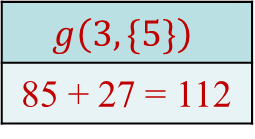 g(3,{5})
85 + 27 = 112